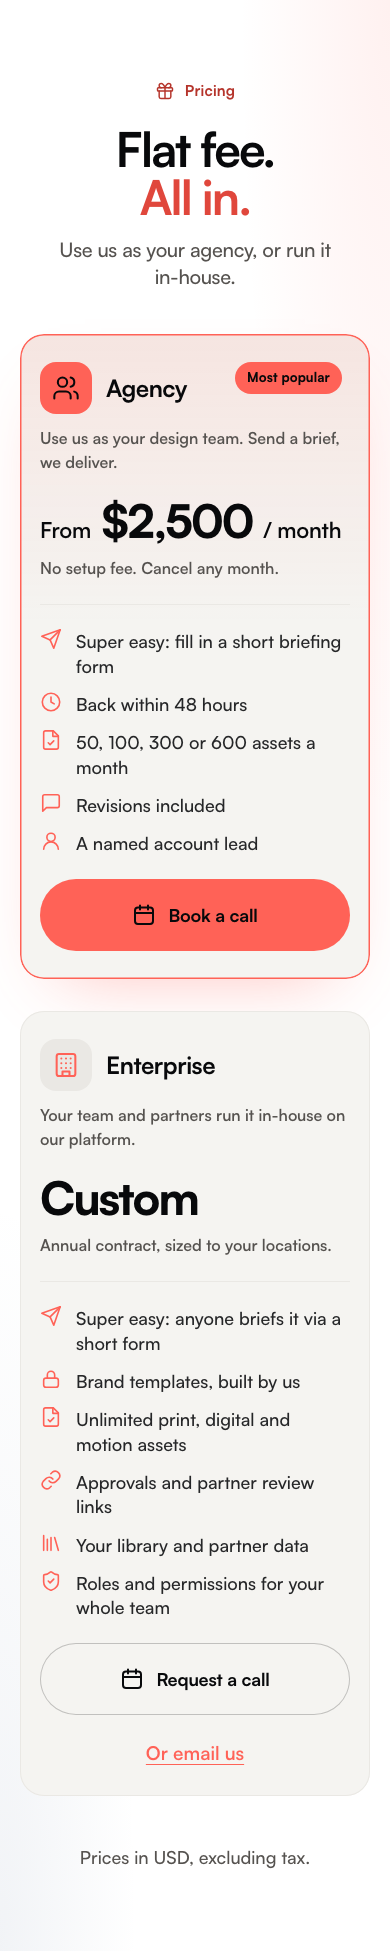 Pricing
Flat fee.
All in.
Use us as your agency, or run it
in-house.
Agency
Most popular
Use us as your design team. Send a brief,
we deliver.
From $2,500 / month
No setup fee. Cancel any month.
Super easy: fill in a short briefing
form
Back within 48 hours
50, 100, 300 or 600 assets a
month
Revisions included
A named account lead
Book a call
Enterprise
Your team and partners run it in-house on
our platform.
Custom
Annual contract, sized to your locations.
Super easy: anyone briefs it via a
short form
Brand templates, built by us
Unlimited print, digital and
motion assets
Approvals and partner review
links
Your library and partner data
Roles and permissions for your
whole team
Request a call
Or email us
Prices in USD, excluding tax.